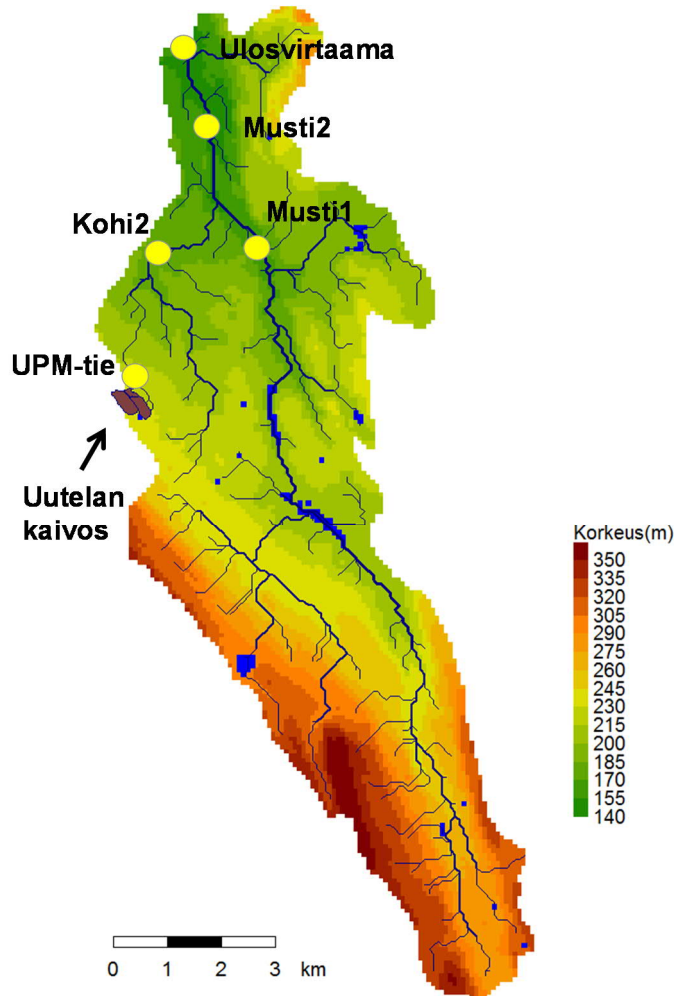 Ulosvirtaama
Musti2
Kohi2
Musti1
UPM-tie
Uutelan
kaivos
Korkeus(m)
350
335
320
305
290
275
260
245
230
215
200
185
170
155
140
0 1 2 3 km